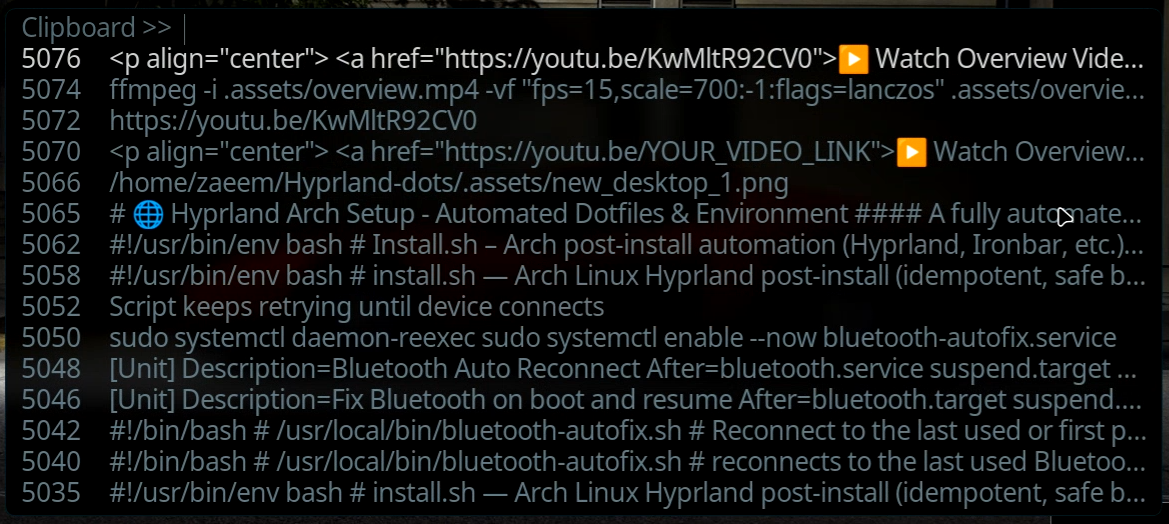 Clipboard >>
5076 <p align="center"> <a href="https://youtu.be/KwMltR92CV0">▶️ Watch Overview Vide...
5074 ffmpeg -i .assets/overview.mp4 -vf "fps=15,scale=700:-1:flags=lanczos" .assets/overvie...
5072 https://youtu.be/KwMltR92CV0
5070 <p align="center"> <a href="https://youtu.be/YOUR_VIDEO_LINK">▶️ Watch Overview...
5066 /home/zaeem/Hyprland-dots/.assets/new_desktop_1.png
5065 # 🌐 Hyprland Arch Setup - Automated Dotfiles & Environment #### A fully automate...
5062 #!/usr/bin/env bash # Install.sh – Arch post-install automation (Hyprland, Ironbar, etc.)...
5058 #!/usr/bin/env bash # install.sh — Arch Linux Hyprland post-install (idempotent, safe b...
5052 Script keeps retrying until device connects
5050 sudo systemctl daemon-reexec sudo systemctl enable --now bluetooth-autofix.service
5048 [Unit] Description=Bluetooth Auto Reconnect After=bluetooth.service suspend.target ...
5046 [Unit] Description=Fix Bluetooth on boot and resume After=bluetooth.target suspend....
5042 #!/bin/bash # /usr/local/bin/bluetooth-autofix.sh # Reconnect to the last used or first p...
5040 #!/bin/bash # /usr/local/bin/bluetooth-autofix.sh # reconnects to the last used Bluetoo...
5035 #!/usr/bin/env bash # install.sh — Arch Linux Hyprland post-install (idempotent, safe b...